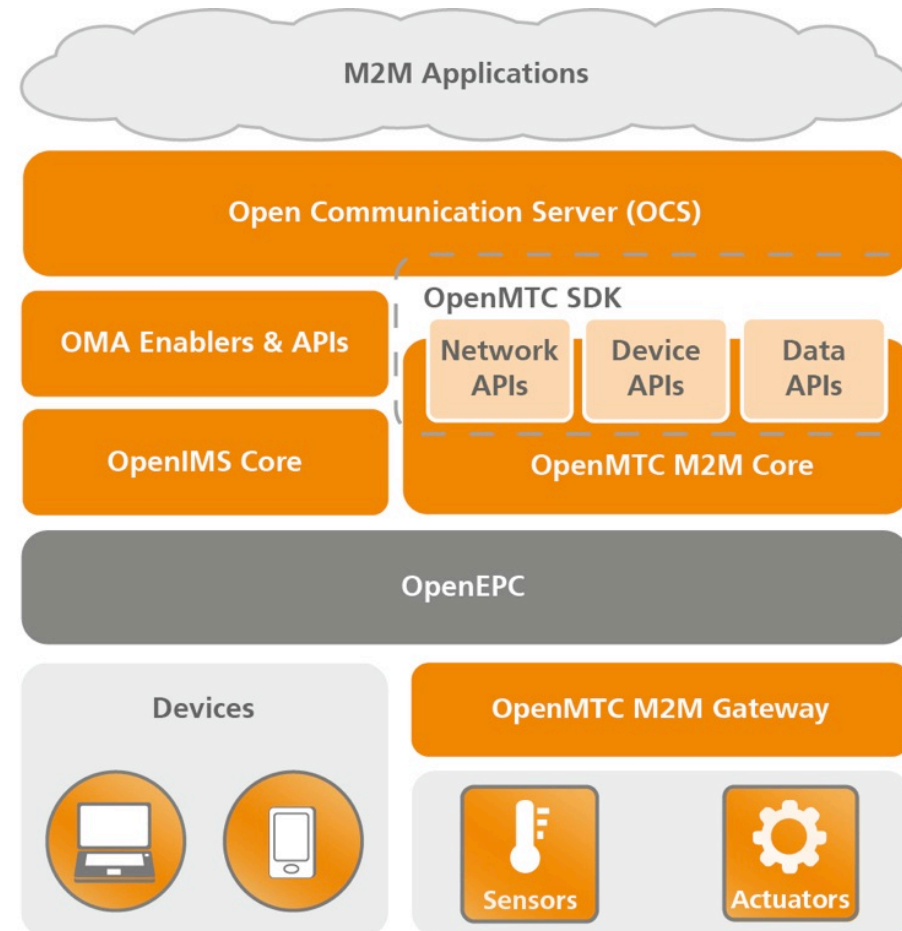 M2M Applications
Open Communication Server (OCS)
OpenMTC SDK
OMA Enablers & APIs
Network
APIs
Device
APIs
Data
APIs
OpenIMS Core
OpenMTC M2M Core
OpenEPC
Devices
OpenMTC M2M Gateway
Sensors
Actuators